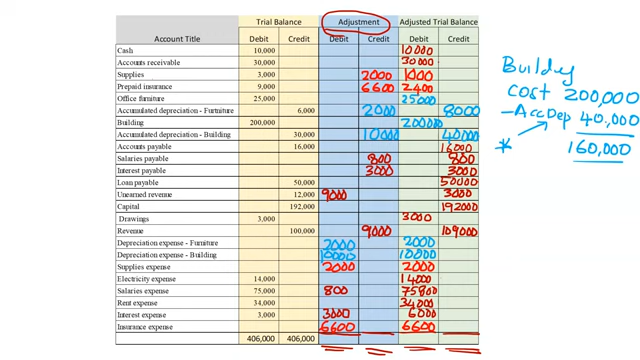 Trial Balance Adjustment Adjusted Trial Balance
Account Title Debit Credit Debit Credit Debit Credit
Cash 10,000 10000
Accounts receivable 30,000 30000
Supplies 3,000 2000 1000
Prepaid insurance 9,000 6600 2400
Office furniture 25,000 25000
Accumulated depreciation - Furtniture 6,000 2000 8000
Building 200,000 200000
Accumulated depreciation - Building 30,000 10000 40000
Accounts payable 16,000 16000
Salaries payable 800 800
Interest payable 3000 3000
Loan payable 50,000 50000
Unearned revenue 12,000 9000 3000
Capital 192,000 192000
Drawings 3,000 3000
Revenue 100,000 9000 109000
Depreciation expense - Furniture 2000 2000
Depreciation expense - Building 10000 10000
Supplies expense 2000 2000
Electricity expense 14,000 14000
Salaries expense 75,000 800 75800
Rent expense 34,000 34000
Interest expense 3,000 3000 6000
Insurance expense 6600 6600
406,000 406,000
Building
Cost 200,000
- Acc Dep 40,000
* 160,000